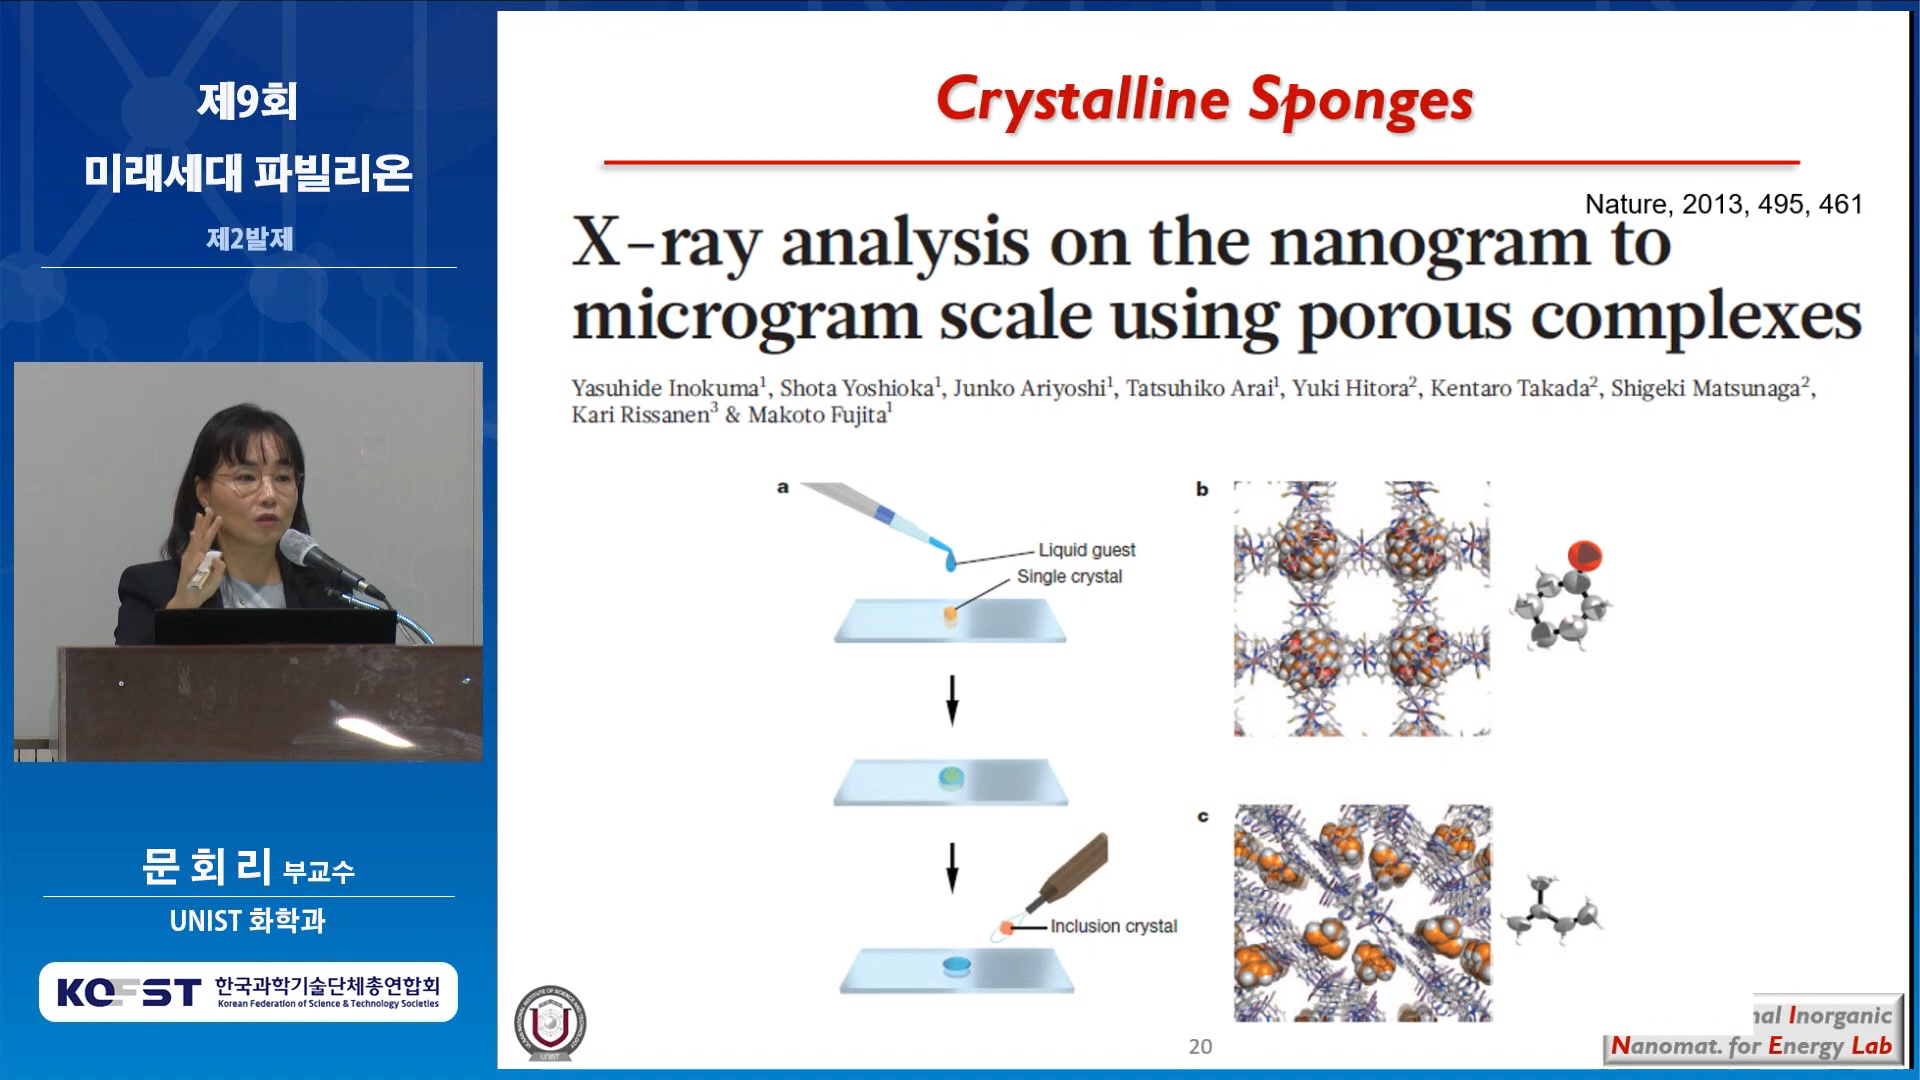 제9회
미래세대 파빌리온
제2발제
문 회 리 부교수
UNIST 화학과
KOFST 한국과학기술단체총연합회
Korean Federation of Science & Technology Societies
Crystalline Sponges
Nature, 2013, 495, 461
X-ray analysis on the nanogram to
microgram scale using porous complexes
Yasuhide Inokuma¹, Shota Yoshioka¹, Junko Ariyoshi¹, Tatsuhiko Arai¹, Yuki Hitora², Kentaro Takada², Shigeki Matsunaga²,
Kari Rissanen³ & Makoto Fujita¹
a
Liquid guest
Single crystal
Inclusion crystal
b
c
UNIST
20
nal Inorganic
Nanomat. for Energy Lab